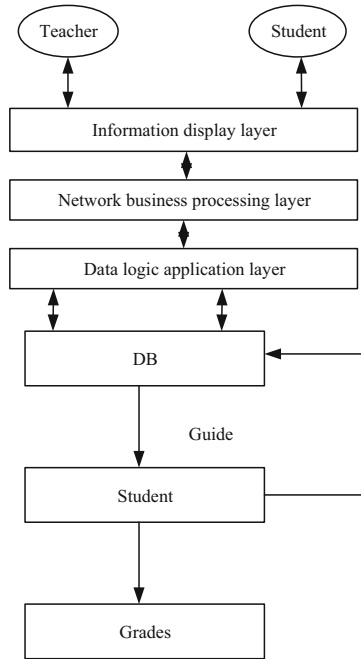 Teacher
Student
Information display layer
Network business processing layer
Data logic application layer
DB
Guide
Student
Grades